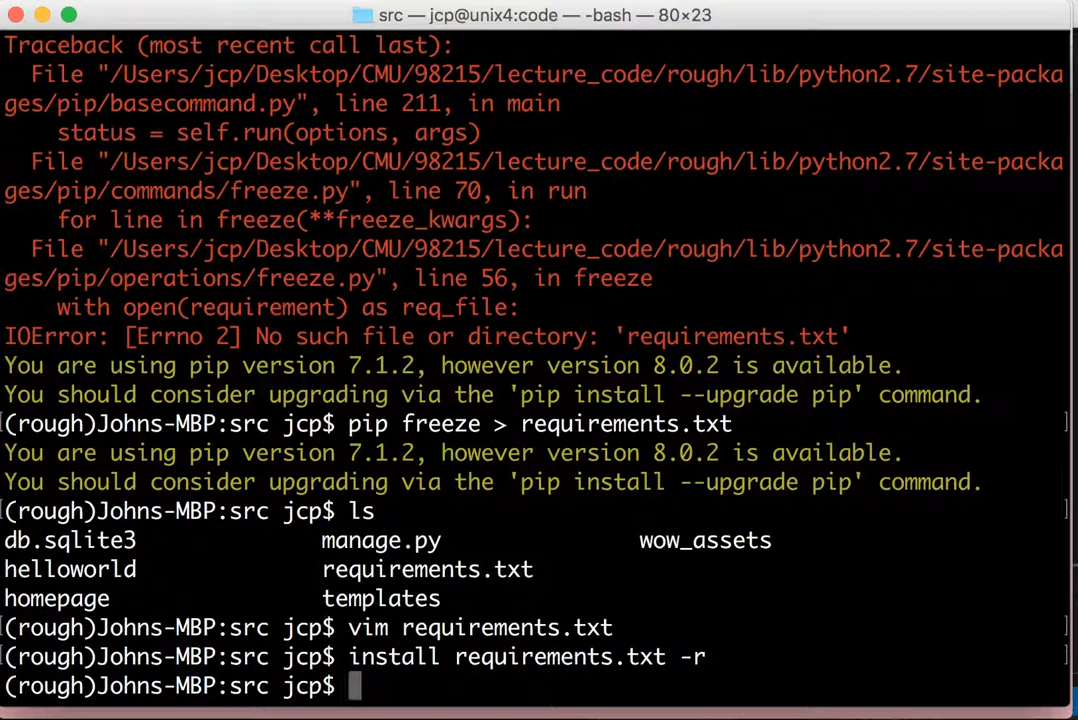 src — jcp@unix4:code — -bash — 80×23
Traceback (most recent call last):
  File "/Users/jcp/Desktop/CMU/98215/lecture_code/rough/lib/python2.7/site-packa
ges/pip/basecommand.py", line 211, in main
    status = self.run(options, args)
  File "/Users/jcp/Desktop/CMU/98215/lecture_code/rough/lib/python2.7/site-packa
ges/pip/commands/freeze.py", line 70, in run
    for line in freeze(**freeze_kwargs):
  File "/Users/jcp/Desktop/CMU/98215/lecture_code/rough/lib/python2.7/site-packa
ges/pip/operations/freeze.py", line 56, in freeze
    with open(requirement) as req_file:
IOError: [Errno 2] No such file or directory: 'requirements.txt'
You are using pip version 7.1.2, however version 8.0.2 is available.
You should consider upgrading via the 'pip install --upgrade pip' command.
[(rough)Johns-MBP:src jcp$ pip freeze > requirements.txt ]
You are using pip version 7.1.2, however version 8.0.2 is available.
You should consider upgrading via the 'pip install --upgrade pip' command.
[(rough)Johns-MBP:src jcp$ ls ]
db.sqlite3 manage.py wow_assets
helloworld requirements.txt
homepage templates
[(rough)Johns-MBP:src jcp$ vim requirements.txt ]
[(rough)Johns-MBP:src jcp$ install requirements.txt -r ]
(rough)Johns-MBP:src jcp$